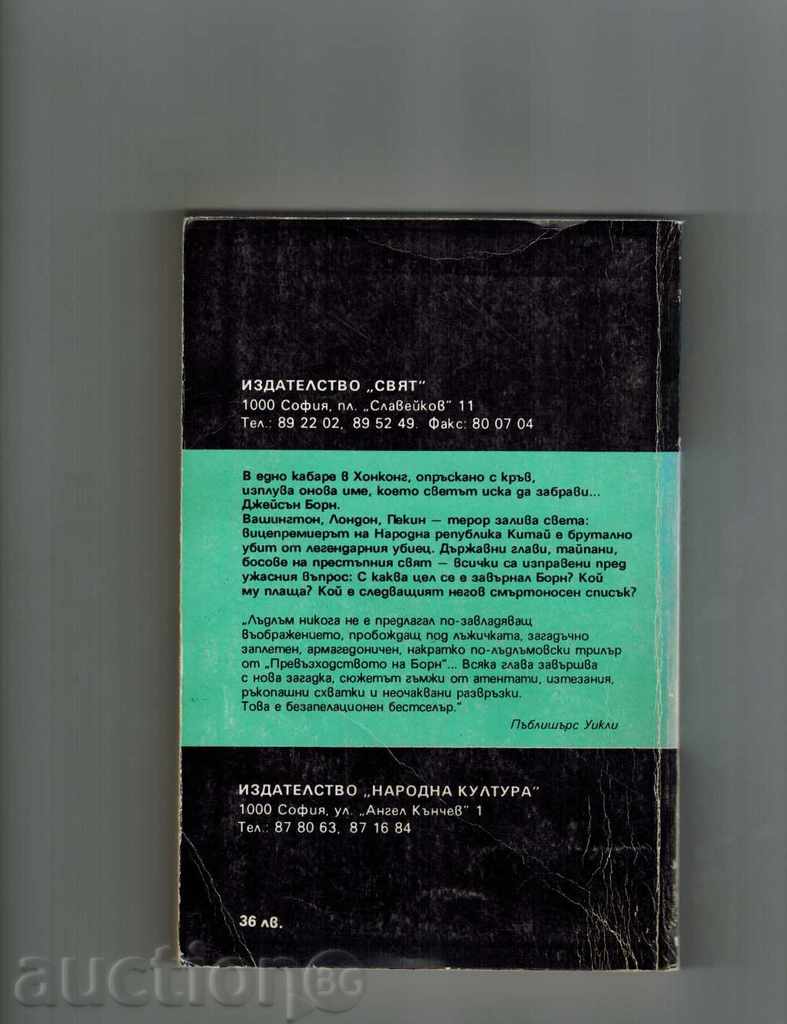 ИЗДАТЕЛСТВО „СВЯТ"
1000 София, пл. „Славейков" 11
Тел.: 89 22 02, 89 52 49. Факс: 80 07 04
В едно кабаре в Хонконг, опръскано с кръв,
изплува онова име, което светът иска да забрави...
Джейсън Борн.
Вашингтон, Лондон, Пекин — терор залива света:
вицепремиерът на Народна република Китай е брутално
убит от легендарния убиец. Държавни глави, тайпани,
босове на престъпния свят — всички са изправени пред
ужасния въпрос: С каква цел се е завърнал Борн? Кой
му плаща? Кой е следващият негов смъртоносен списък?
„Лъдлъм никога не е предлагал по-завладяващ
въображението, пробождащ под лъжичката, загадъчно
заплетен, армагедоничен, накратко по-лъдлъмовски трилър
от „Превъзходството на Борн"... Всяка глава завършва
с нова загадка, сюжетът гъмжи от атентати, изтезания,
ръкопашни схватки и неочаквани развръзки.
Това е безапелационен бестселър."
Пъблишърс Уикли
ИЗДАТЕЛСТВО „НАРОДНА КУЛТУРА"
1000 София, ул. „Ангел Кънчев" 1
Тел.: 87 80 63, 87 16 84
36 лв.
auctionBG